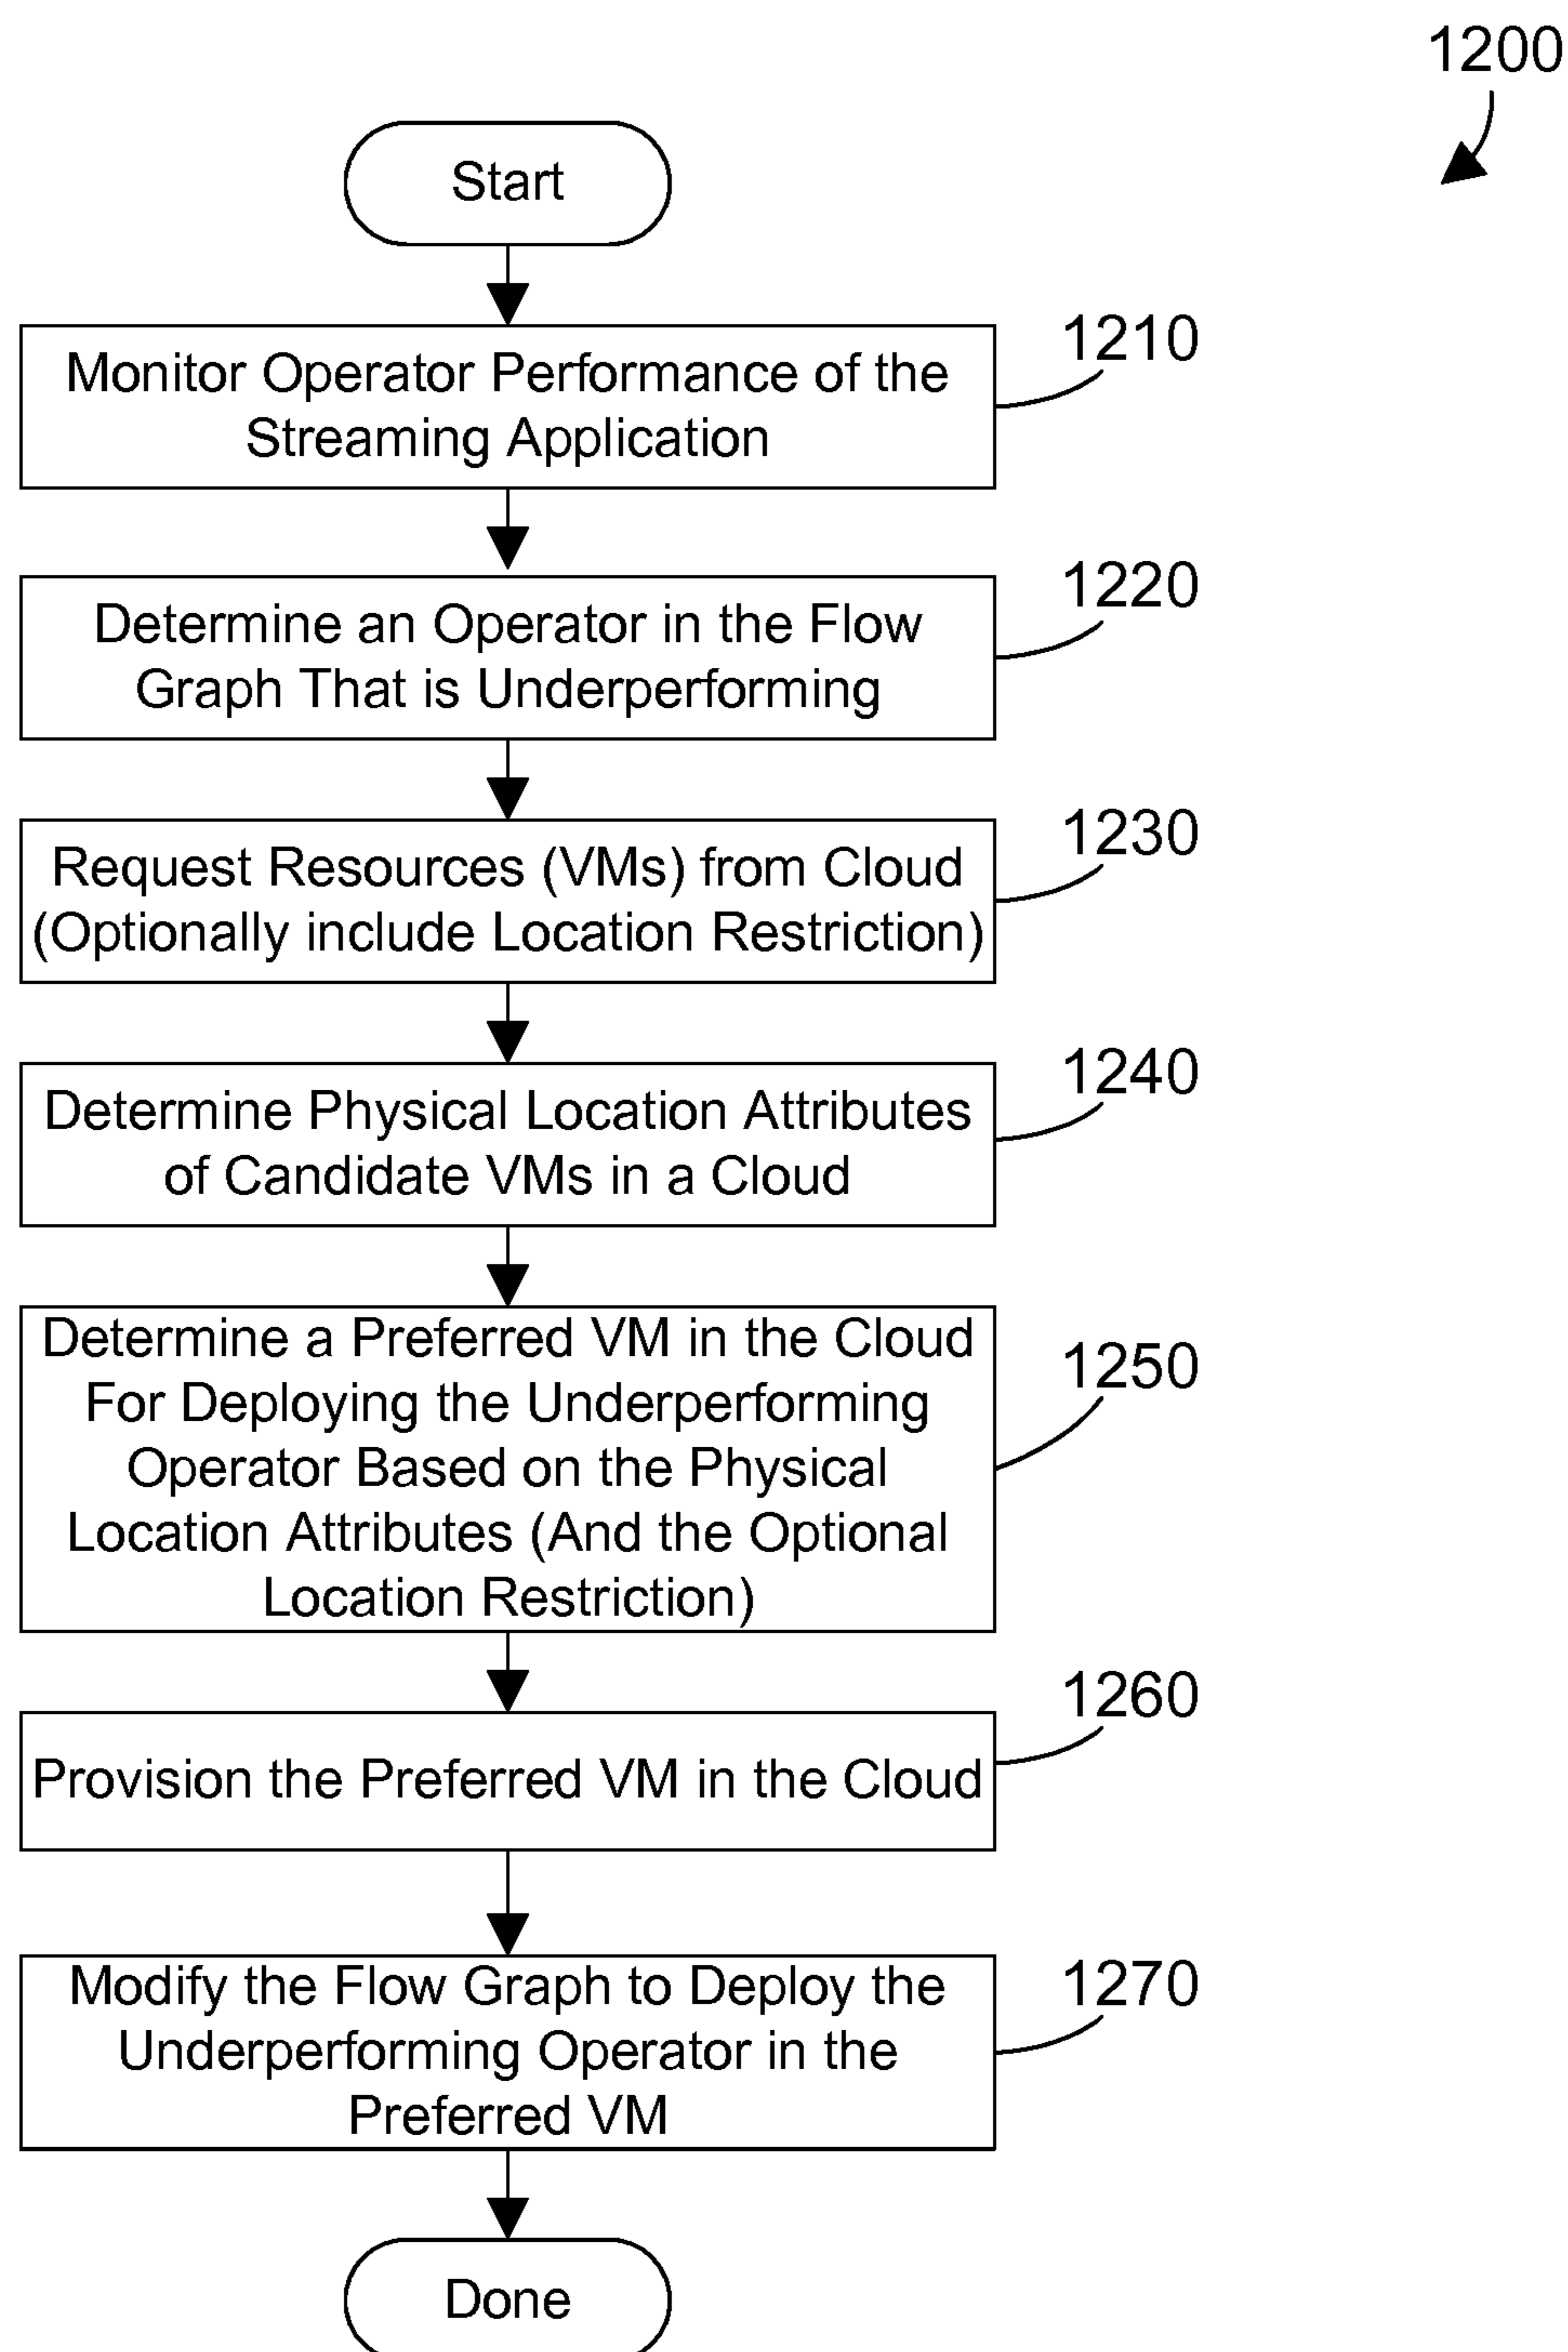 1200
Start
Monitor Operator Performance of the
Streaming Application
1210
Determine an Operator in the Flow
Graph That is Underperforming
1220
Request Resources (VMs) from Cloud
(Optionally include Location Restriction)
1230
Determine Physical Location Attributes
of Candidate VMs in a Cloud
1240
Determine a Preferred VM in the Cloud
For Deploying the Underperforming
Operator Based on the Physical
Location Attributes (And the Optional
Location Restriction)
1250
Provision the Preferred VM in the Cloud
1260
Modify the Flow Graph to Deploy the
Underperforming Operator in the
Preferred VM
1270
Done